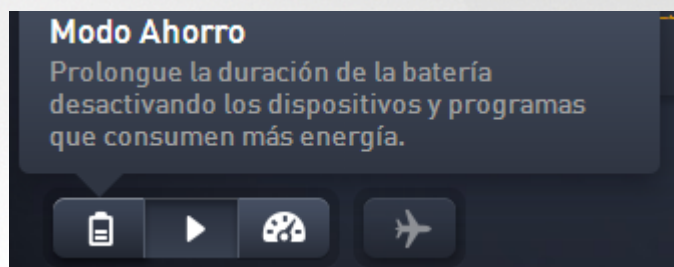 Modo Ahorro
Prolongue la duración de la batería
desactivando los dispositivos y programas
que consumen más energía.